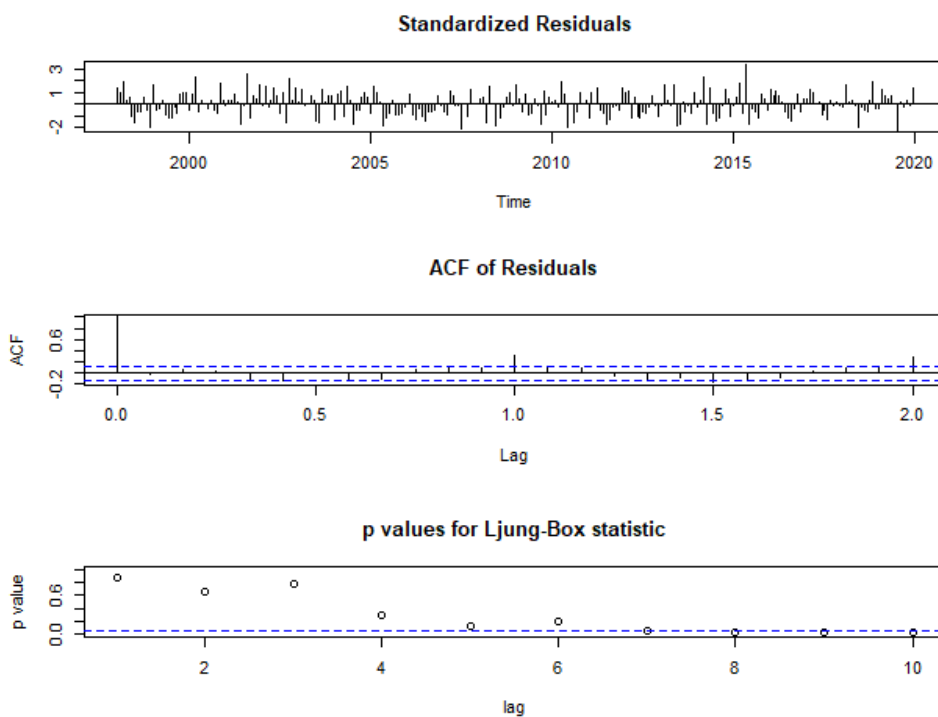 Standardized Residuals
3
1
-2
2000 2005 2010 2015 2020
Time
ACF of Residuals
ACF
0.6
-0.2
0.0 0.5 1.0 1.5 2.0
Lag
p values for Ljung-Box statistic
p value
0.6
0.0
2 4 6 8 10
lag